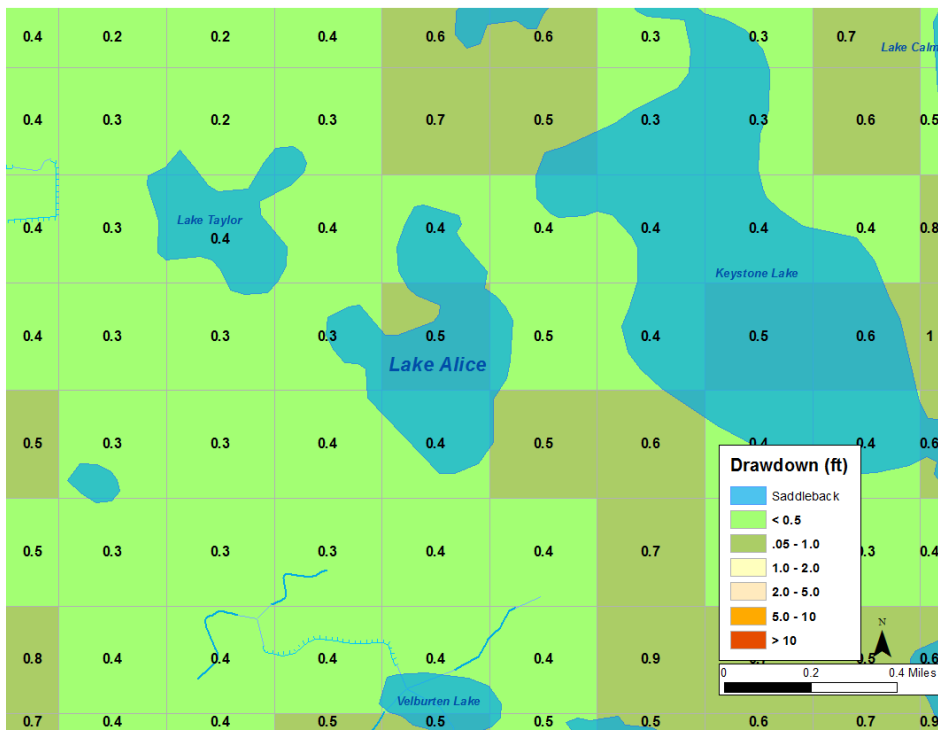 0.4 0.2 0.2 0.4 0.6 0.6 0.3 0.3 0.7
Lake Calm
0.4 0.3 0.2 0.3 0.7 0.5 0.3 0.3 0.6 0.5
Lake Taylor
0.4 0.3 0.4 0.4 0.4 0.4 0.4 0.4 0.4 0.8
Keystone Lake
0.4 0.3 0.3 0.3 0.5 0.5 0.4 0.5 0.6 1
Lake Alice
0.5 0.3 0.3 0.4 0.4 0.5 0.6 0.4 0.4 0.6
Drawdown (ft)
Saddleback
< 0.5
.05 - 1.0
1.0 - 2.0
2.0 - 5.0
5.0 - 10
> 10
0.5 0.3 0.3 0.3 0.4 0.4 0.7 0.3 0.4
N
0.8 0.4 0.4 0.4 0.4 0.4 0.9 0.5 0.6
0 0.2 0.4 Miles
Velburten Lake
0.7 0.4 0.4 0.5 0.5 0.5 0.5 0.6 0.7 0.9